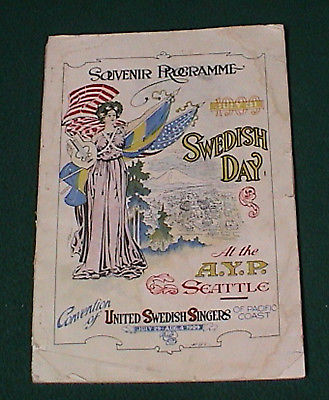 SOUVENIR PROGRAMME
1909
SWEDISH
DAY
At the
A.Y.P.
SEATTLE
Convention of UNITED SWEDISH SINGERS OF PACIFIC COAST